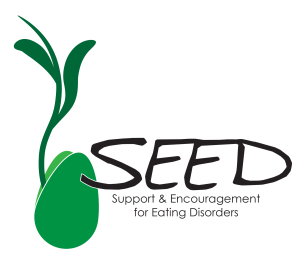 SEED
Support & Encouragement
for Eating Disorders